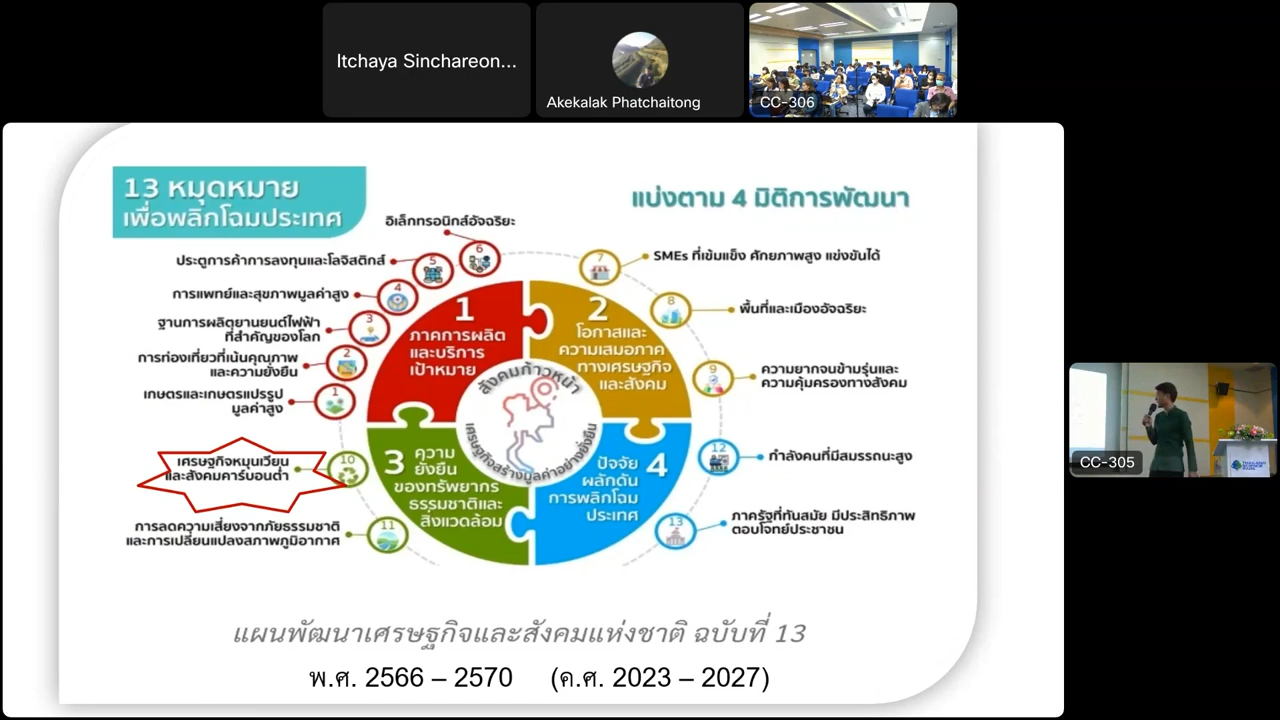 Itchaya Sinchareon...
Akekalak Phatchaitong
CC-306
13 หมุดหมาย
เพื่อพลิกโฉมประเทศ
แบ่งตาม 4 มิติการพัฒนา
อิเล็กทรอนิกส์อัจฉริยะ
6
ประตูการค้าการลงทุนและโลจิสติกส์
5
การแพทย์และสุขภาพมูลค่าสูง
4
ฐานการผลิตยานยนต์ไฟฟ้า
ที่สำคัญของโลก
3
การท่องเที่ยวที่เน้นคุณภาพ
และความยั่งยืน
2
เกษตรและเกษตรแปรรูป
มูลค่าสูง
1
1
ภาคการผลิต
และบริการ
เป้าหมาย
2
โอกาสและ
ความเสมอภาค
ทางเศรษฐกิจ
และสังคม
7
SMEs ที่เข้มแข็ง ศักยภาพสูง แข่งขันได้
8
พื้นที่และเมืองอัจฉริยะ
9
ความยากจนข้ามรุ่นและ
ความคุ้มครองทางสังคม
สังคมก้าวหน้า
เศรษฐกิจสร้างมูลค่าอย่างยั่งยืน
เศรษฐกิจหมุนเวียน
และสังคมคาร์บอนต่ำ
10
การลดความเสี่ยงจากภัยธรรมชาติ
และการเปลี่ยนแปลงสภาพภูมิอากาศ
11
3 ความ
ยั่งยืน
ของทรัพยากร
ธรรมชาติและ
สิ่งแวดล้อม
ปัจจัย 4
ผลักดัน
การพลิกโฉม
ประเทศ
12
กำลังคนที่มีสมรรถนะสูง
13
ภาครัฐที่ทันสมัย มีประสิทธิภาพ
ตอบโจทย์ประชาชน
แผนพัฒนาเศรษฐกิจและสังคมแห่งชาติ ฉบับที่ 13
พ.ศ. 2566 – 2570 (ค.ศ. 2023 – 2027)
CC-305